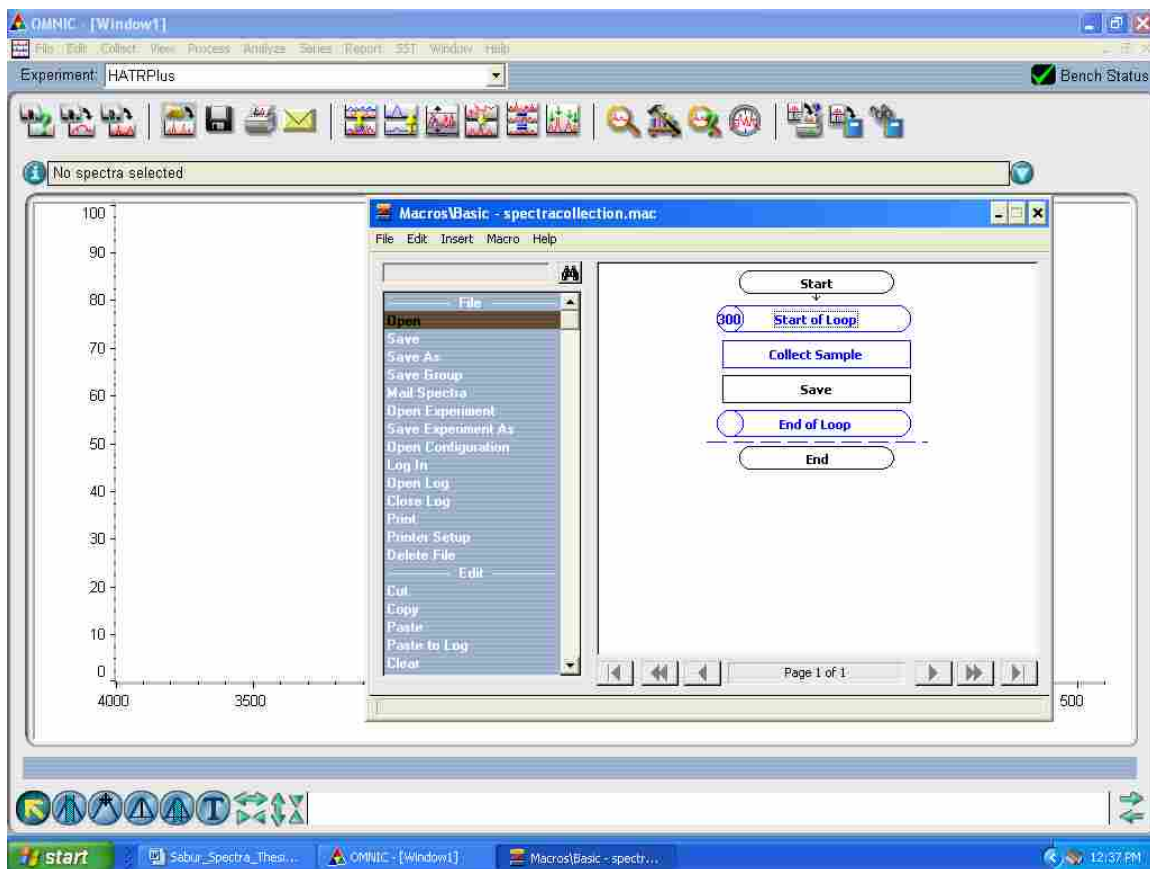 OMNIC - [Window1]
File Edit Collect View Process Analyze Series Report SST Window Help
Experiment: HATRPlus
Bench Status
No spectra selected
100
90
80
70
60
50
40
30
20
10
0
4000 3500 500
Macros\Basic - spectracollection.mac
File Edit Insert Macro Help
File
Open
Save
Save As
Save Group
Mail Spectra
Open Experiment
Save Experiment As
Open Configuration
Log In
Open Log
Close Log
Print
Printer Setup
Delete File
Edit
Cut
Copy
Paste
Paste to Log
Clear
Start
300 Start of Loop
Collect Sample
Save
End of Loop
End
Page 1 of 1
T
start Sabur_Spectra_Thesi... OMNIC - [Window1] Macros\Basic - spectr... 12:37 PM